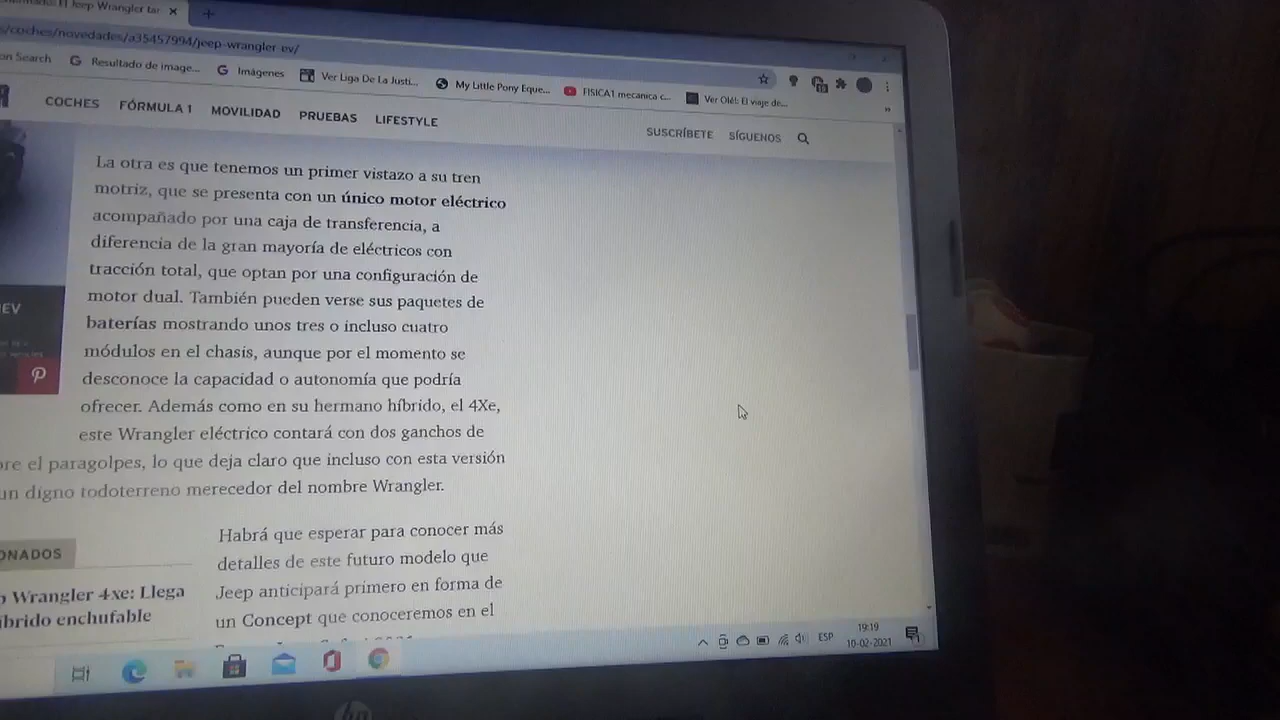 Jeep Wrangler tar
/coches/novedades/a35457994/jeep-wrangler-ev/
on Search
Resultado de image...
Imágenes
Ver Liga De La Justi...
My Little Pony Eque...
FISICA1 mecanica c...
Ver Olé!: El viaje de...
COCHES
FÓRMULA 1
MOVILIDAD
PRUEBAS
LIFESTYLE
SUSCRÍBETE
SÍGUENOS
La otra es que tenemos un primer vistazo a su tren
motriz, que se presenta con un único motor eléctrico
acompañado por una caja de transferencia, a
diferencia de la gran mayoría de eléctricos con
tracción total, que optan por una configuración de
motor dual. También pueden verse sus paquetes de
baterías mostrando unos tres o incluso cuatro
módulos en el chasis, aunque por el momento se
desconoce la capacidad o autonomía que podría
ofrecer. Además como en su hermano híbrido, el 4Xe,
este Wrangler eléctrico contará con dos ganchos de
bre el paragolpes, lo que deja claro que incluso con esta versión
un digno todoterreno merecedor del nombre Wrangler.
EV
ONADOS
p Wrangler 4xe: Llega
íbrido enchufable
Habrá que esperar para conocer más
detalles de este futuro modelo que
Jeep anticipará primero en forma de
un Concept que conoceremos en el
ESP
19:19
10-02-2021
hp